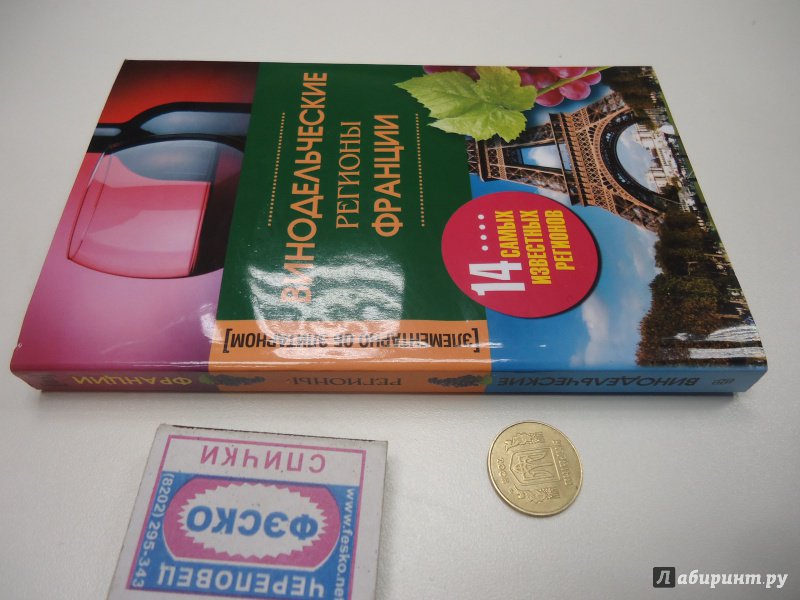 ВИНОДЕЛЬЧЕСКИЕ
РЕГИОНЫ
ФРАНЦИИ
14 ....
САМЫХ
ИЗВЕСТНЫХ
РЕГИОНОВ
[ЭЛЕМЕНТАРНО ОБ ЭЛИТАРНОМ]
ВИНОДЕЛЬЧЕСКИЕ
РЕГИОНЫ
ФРАНЦИИ
ЧЕРЕПОВЕЦ
ФЭСКО
СПИЧКИ
www.fesko.ne
(8202) 295-343
Лабиринт.ру